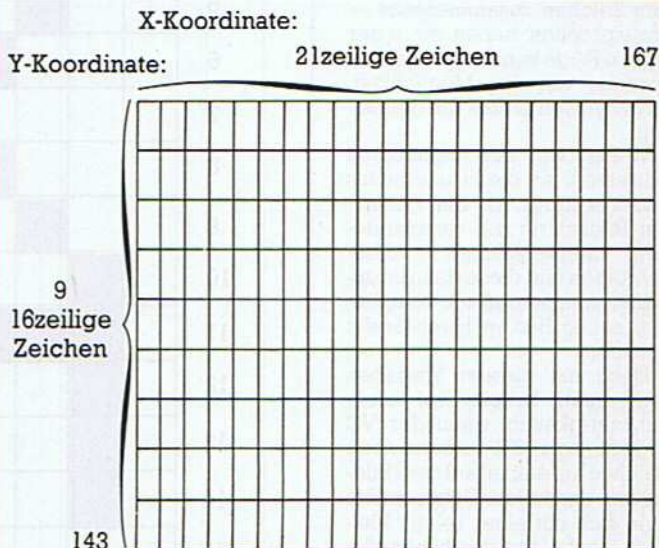 X-Koordinate:
Y-Koordinate:
21zeilige Zeichen
167
9
16zeilige
Zeichen
143